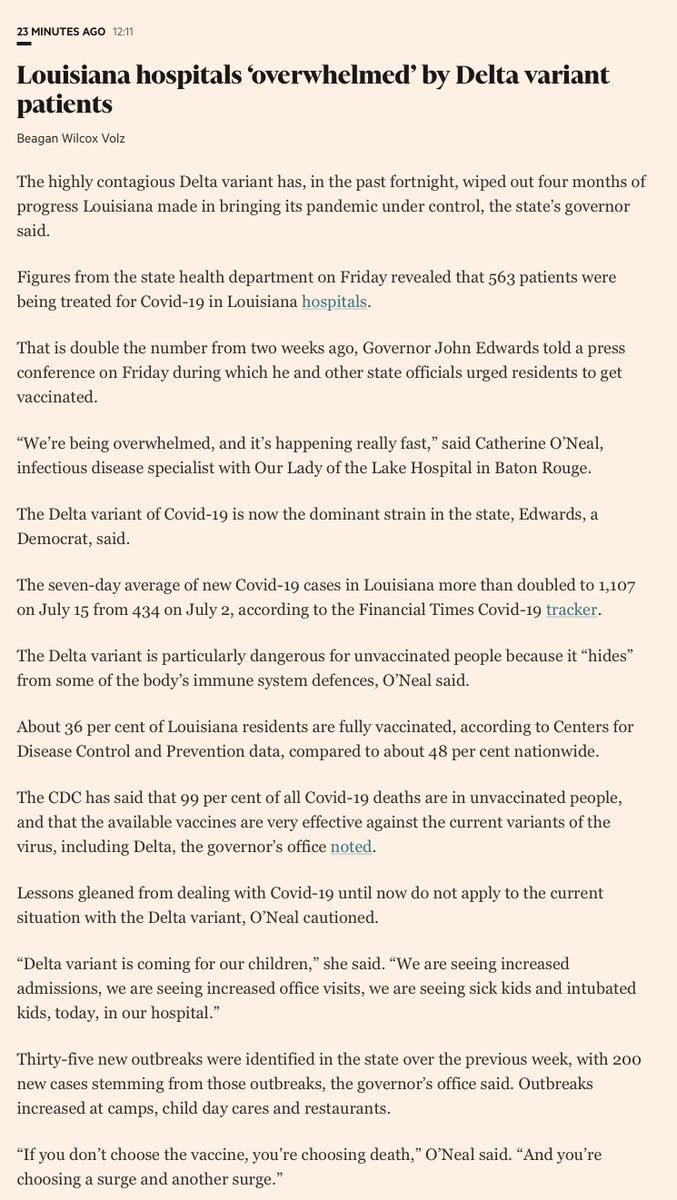 23 MINUTES AGO 12:11
Louisiana hospitals ‘overwhelmed’ by Delta variant
patients
Beagan Wilcox Volz
The highly contagious Delta variant has, in the past fortnight, wiped out four months of
progress Louisiana made in bringing its pandemic under control, the state’s governor
said.
Figures from the state health department on Friday revealed that 563 patients were
being treated for Covid-19 in Louisiana hospitals.
That is double the number from two weeks ago, Governor John Edwards told a press
conference on Friday during which he and other state officials urged residents to get
vaccinated.
“We’re being overwhelmed, and it’s happening really fast,” said Catherine O’Neal,
infectious disease specialist with Our Lady of the Lake Hospital in Baton Rouge.
The Delta variant of Covid-19 is now the dominant strain in the state, Edwards, a
Democrat, said.
The seven-day average of new Covid-19 cases in Louisiana more than doubled to 1,107
on July 15 from 434 on July 2, according to the Financial Times Covid-19 tracker.
The Delta variant is particularly dangerous for unvaccinated people because it “hides”
from some of the body’s immune system defences, O’Neal said.
About 36 per cent of Louisiana residents are fully vaccinated, according to Centers for
Disease Control and Prevention data, compared to about 48 per cent nationwide.
The CDC has said that 99 per cent of all Covid-19 deaths are in unvaccinated people,
and that the available vaccines are very effective against the current variants of the
virus, including Delta, the governor’s office noted.
Lessons gleaned from dealing with Covid-19 until now do not apply to the current
situation with the Delta variant, O’Neal cautioned.
“Delta variant is coming for our children,” she said. “We are seeing increased
admissions, we are seeing increased office visits, we are seeing sick kids and intubated
kids, today, in our hospital.”
Thirty-five new outbreaks were identified in the state over the previous week, with 200
new cases stemming from those outbreaks, the governor’s office said. Outbreaks
increased at camps, child day cares and restaurants.
“If you don’t choose the vaccine, you’re choosing death,” O’Neal said. “And you’re
choosing a surge and another surge.”